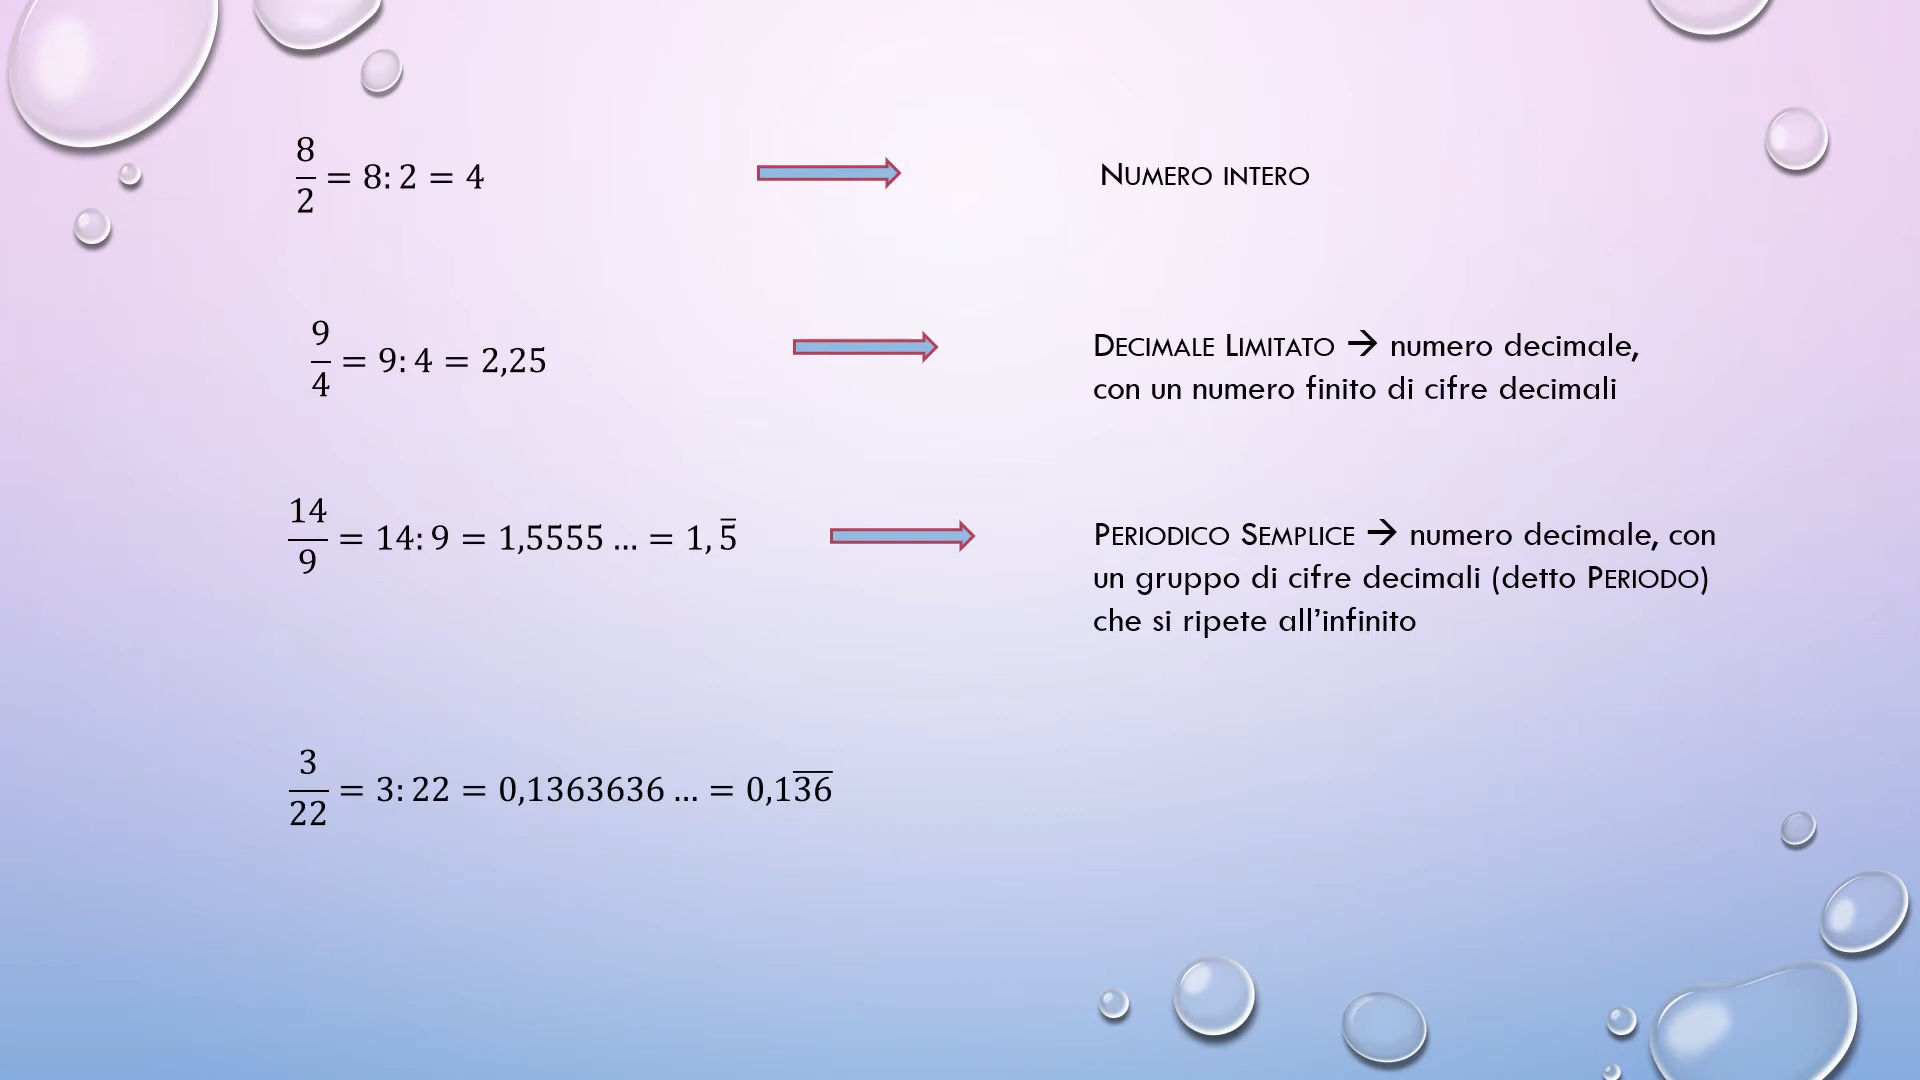 8/2 = 8: 2 = 4
NUMERO INTERO
9/4 = 9: 4 = 2,25
DECIMALE LIMITATO → numero decimale,
con un numero finito di cifre decimali
14/9 = 14: 9 = 1,5555 … = 1, 5̅
PERIODICO SEMPLICE → numero decimale, con
un gruppo di cifre decimali (detto PERIODO)
che si ripete all’infinito
3/22 = 3: 22 = 0,1363636 … = 0,13̅6̅